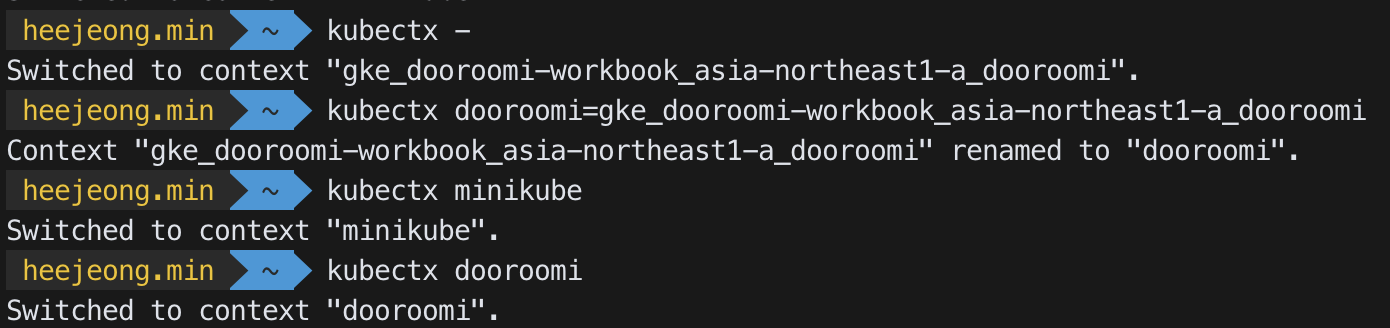 heejeong.min ~ kubectx -
Switched to context "gke_dooroomi-workbook_asia-northeast1-a_dooroomi".
heejeong.min ~ kubectx dooroomi=gke_dooroomi-workbook_asia-northeast1-a_dooroomi
Context "gke_dooroomi-workbook_asia-northeast1-a_dooroomi" renamed to "dooroomi".
heejeong.min ~ kubectx minikube
Switched to context "minikube".
heejeong.min ~ kubectx dooroomi
Switched to context "dooroomi".